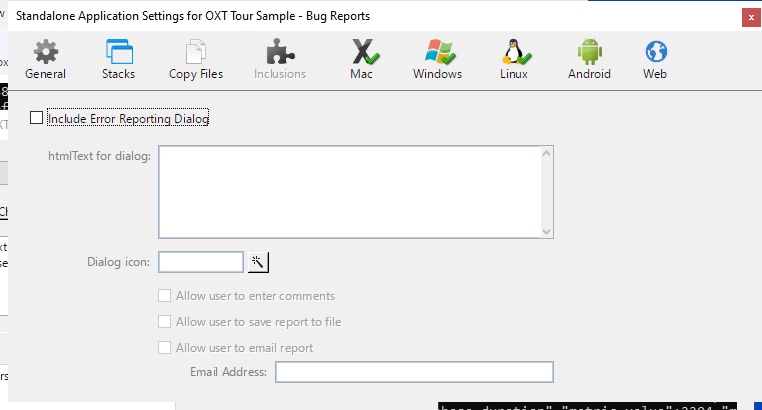 Standalone Application Settings for OXT Tour Sample - Bug Reports
General
Stacks
Copy Files
Inclusions
Mac
Windows
Linux
Android
Web
Include Error Reporting Dialog
htmlText for dialog:
Dialog icon:
Allow user to enter comments
Allow user to save report to file
Allow user to email report
Email Address: